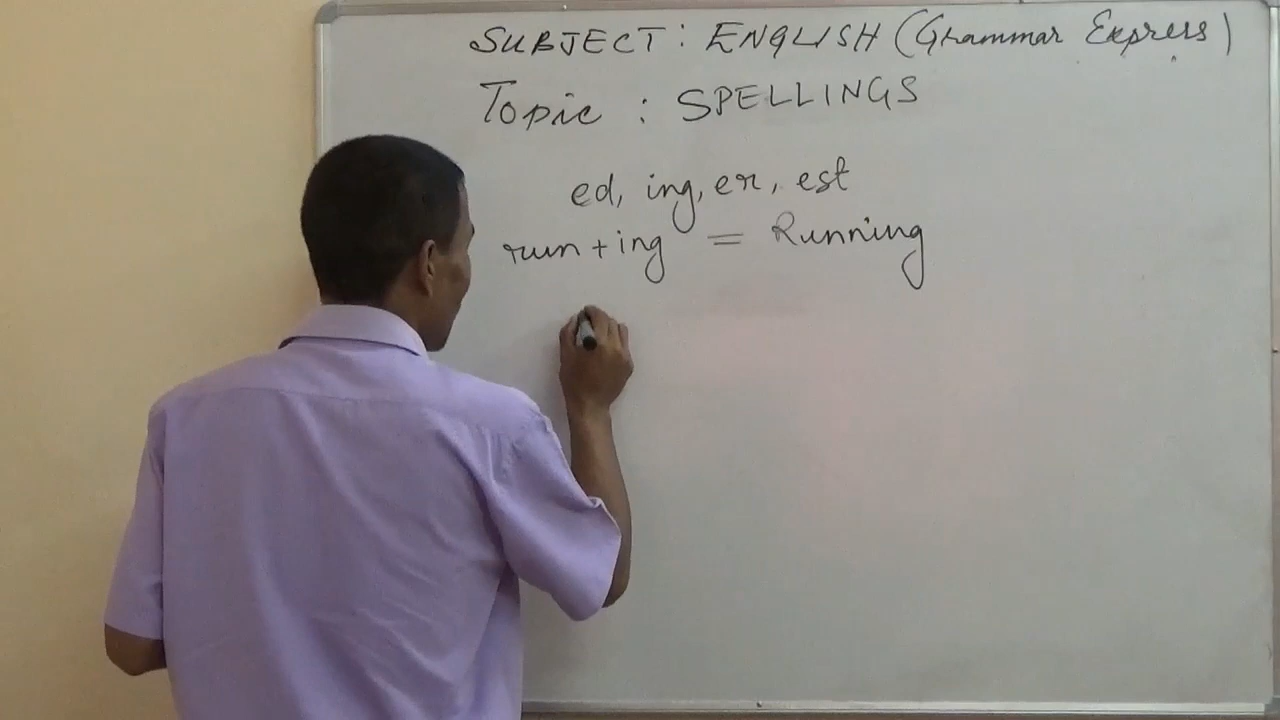 SUBJECT: ENGLISH (Grammar Express)
Topic : SPELLINGS
ed, ing, er, est
run + ing = Running